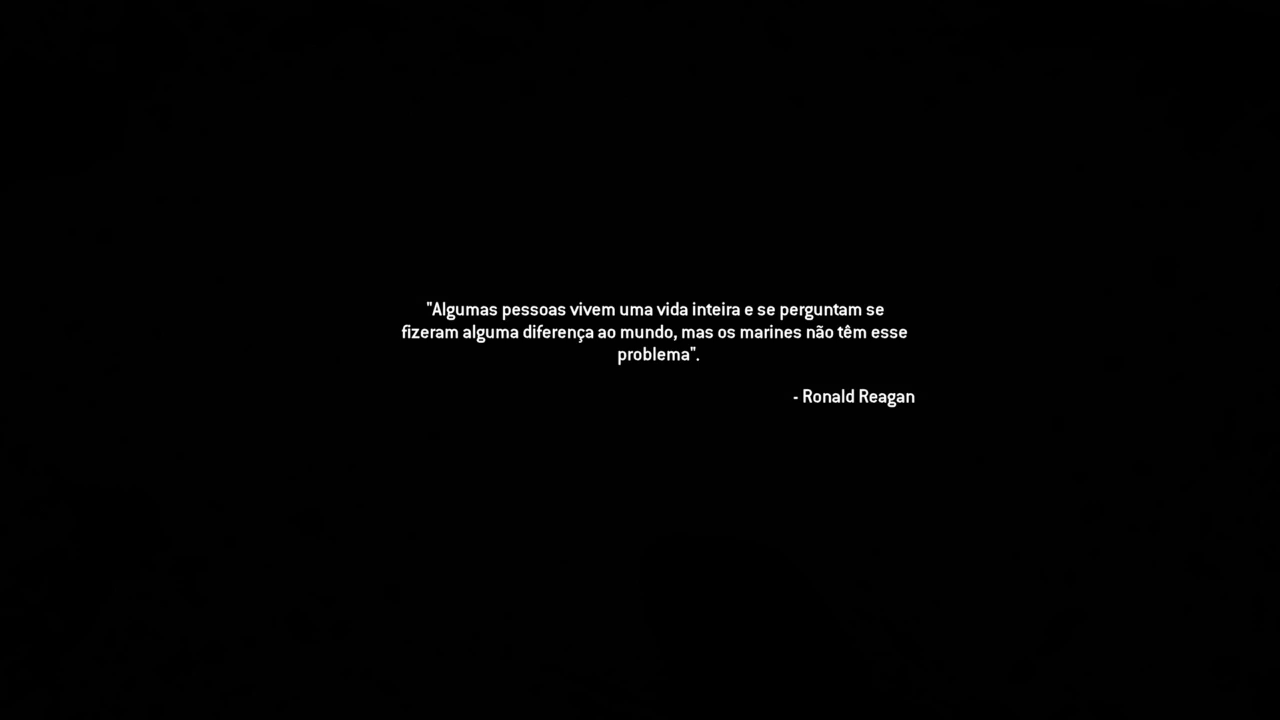 "Algumas pessoas vivem uma vida inteira e se perguntam se
fizeram alguma diferença ao mundo, mas os marines não têm esse
problema".
- Ronald Reagan